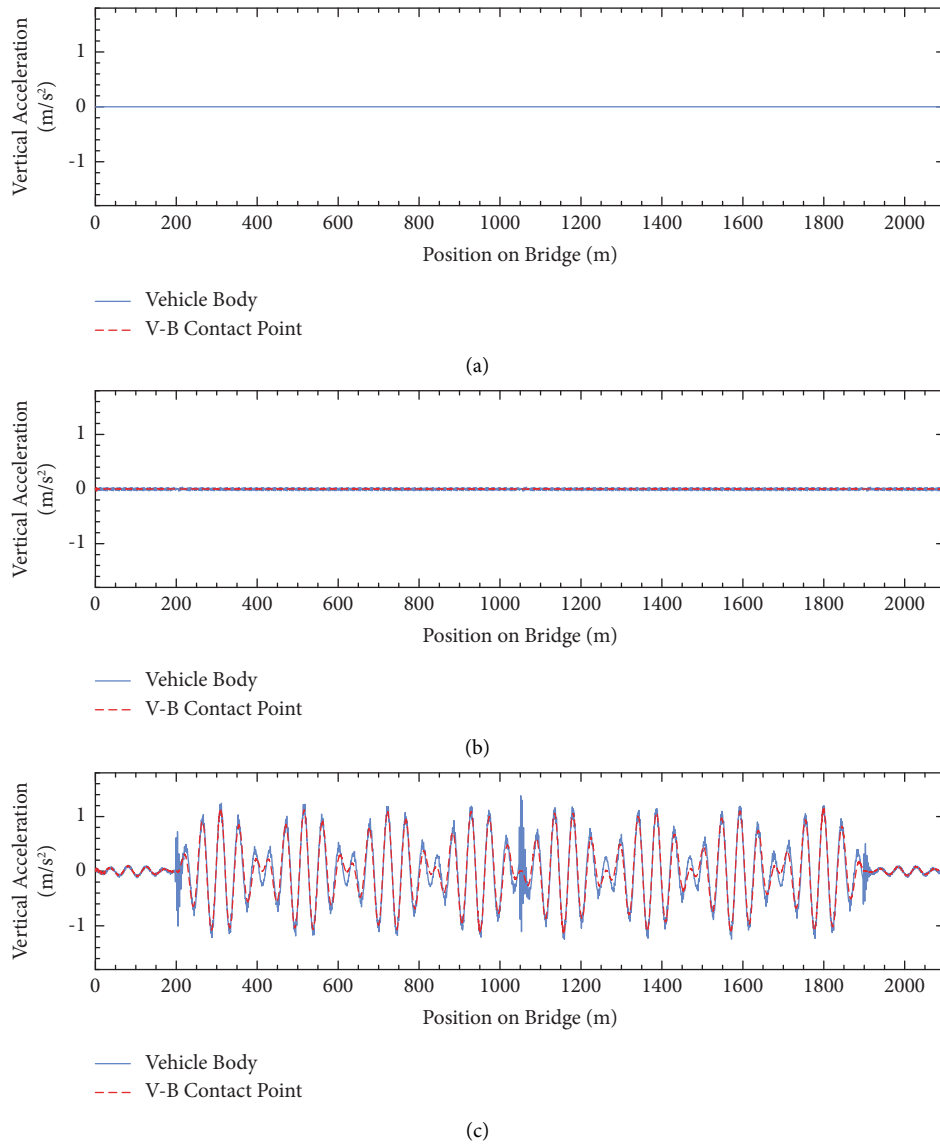 Vertical Acceleration
(m/s²)
1
0
-1
0 200 400 600 800 1000 1200 1400 1600 1800 2000
Position on Bridge (m)
Vehicle Body
V-B Contact Point
(a)
Vertical Acceleration
(m/s²)
1
0
-1
0 200 400 600 800 1000 1200 1400 1600 1800 2000
Position on Bridge (m)
Vehicle Body
V-B Contact Point
(b)
Vertical Acceleration
(m/s²)
1
0
-1
0 200 400 600 800 1000 1200 1400 1600 1800 2000
Position on Bridge (m)
Vehicle Body
V-B Contact Point
(c)